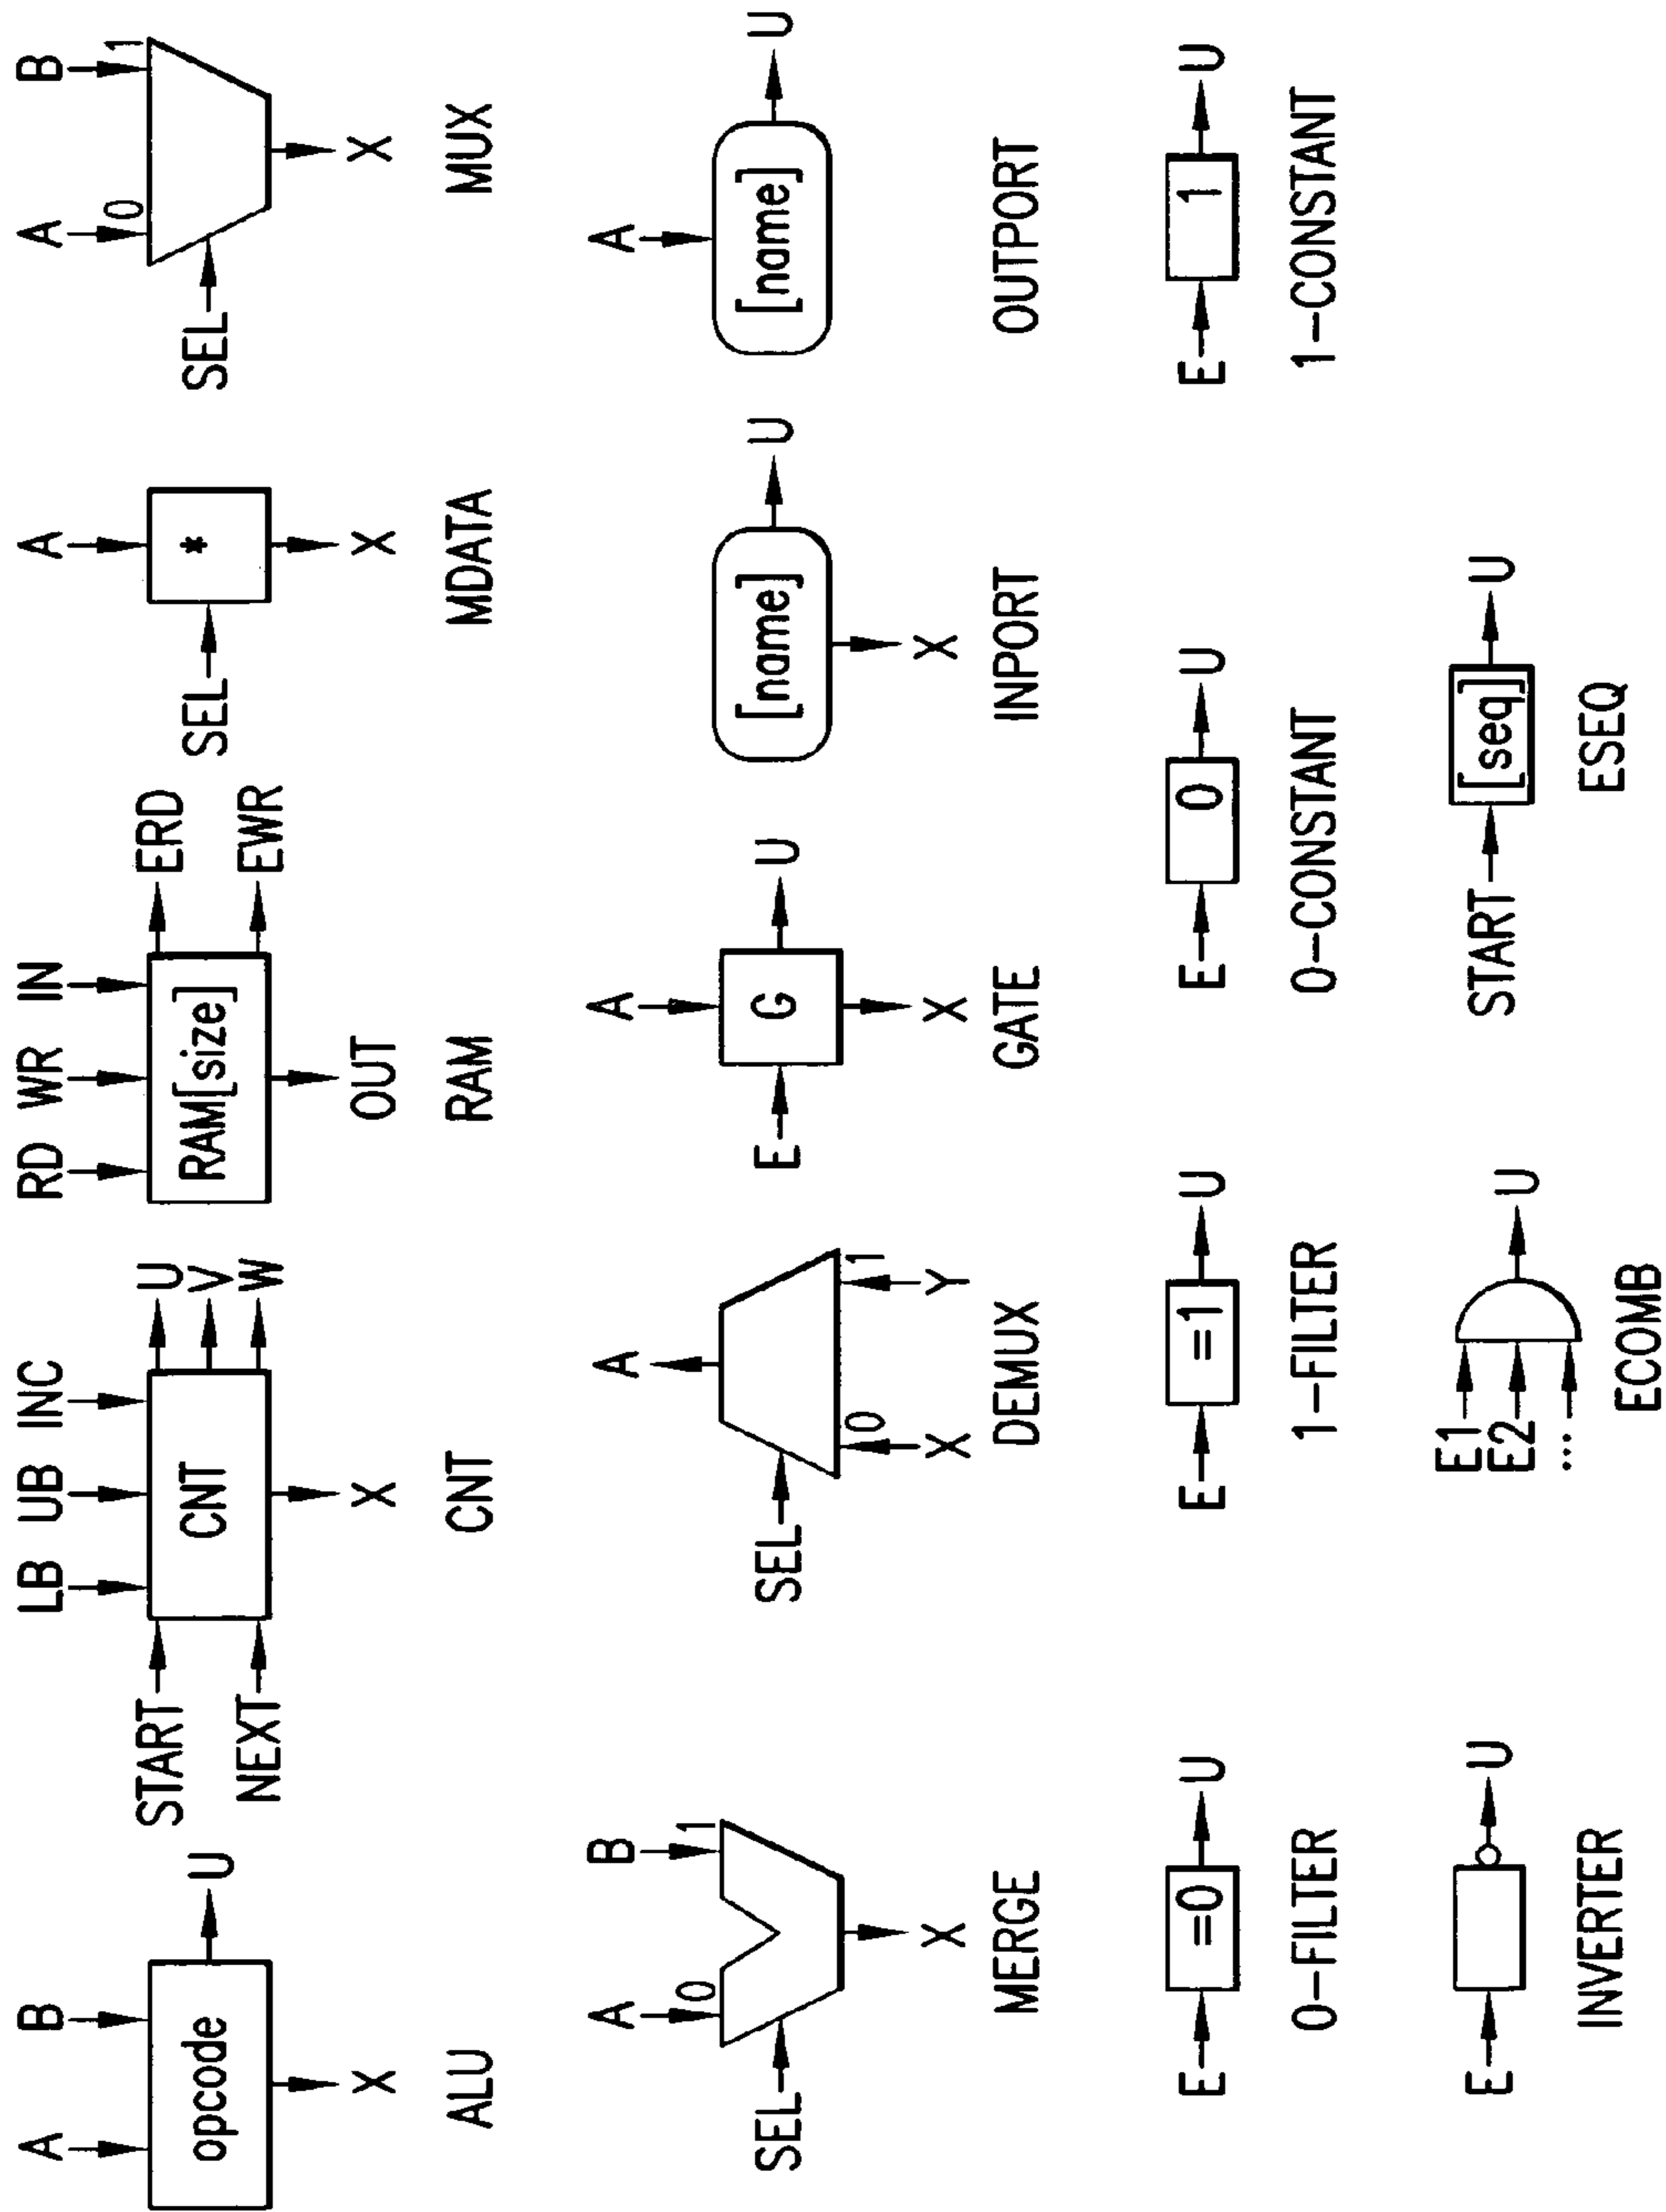 A B
opcode
U
X
ALU
LB UB INC
START
NEXT
CNT
U
V
W
X
CNT
RD WR IN
RAM[size]
ERD
EWR
OUT
RAM
A
SEL
*
X
MDATA
A B
0 1
SEL
X
MUX
A B
0 1
SEL
X
MERGE
A
SEL
0 1
X Y
DEMUX
A
E
G
U
X
GATE
[name]
U
X
INPORT
A
[name]
U
OUTPORT
E =0 U
0-FILTER
E =1 U
1-FILTER
E 0 U
0-CONSTANT
E 1 U
1-CONSTANT
E U
INVERTER
E1
E2
...
U
ECOMB
START [seq] U
ESEQ